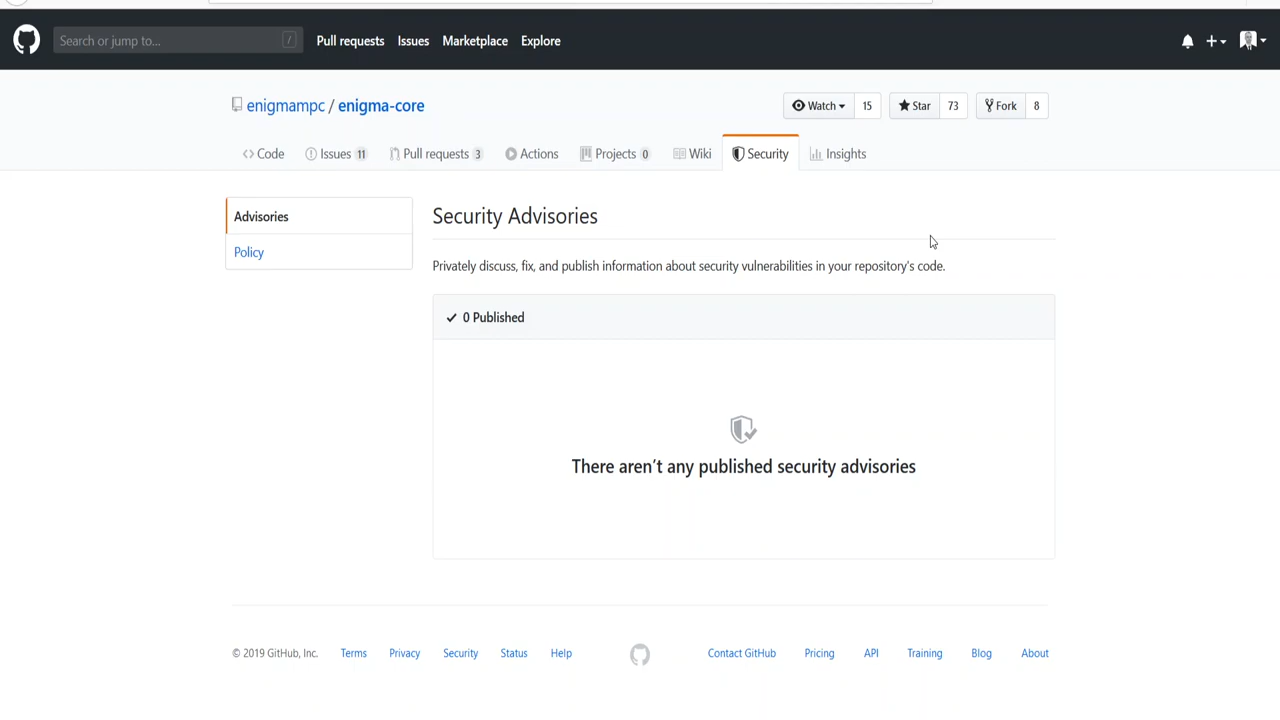 Search or jump to... / Pull requests Issues Marketplace Explore
enigmampc / enigma-core Watch 15 Star 73 Fork 8
Code Issues 11 Pull requests 3 Actions Projects 0 Wiki Security Insights
Advisories
Policy
Security Advisories
Privately discuss, fix, and publish information about security vulnerabilities in your repository's code.
0 Published
There aren't any published security advisories
© 2019 GitHub, Inc. Terms Privacy Security Status Help Contact GitHub Pricing API Training Blog About